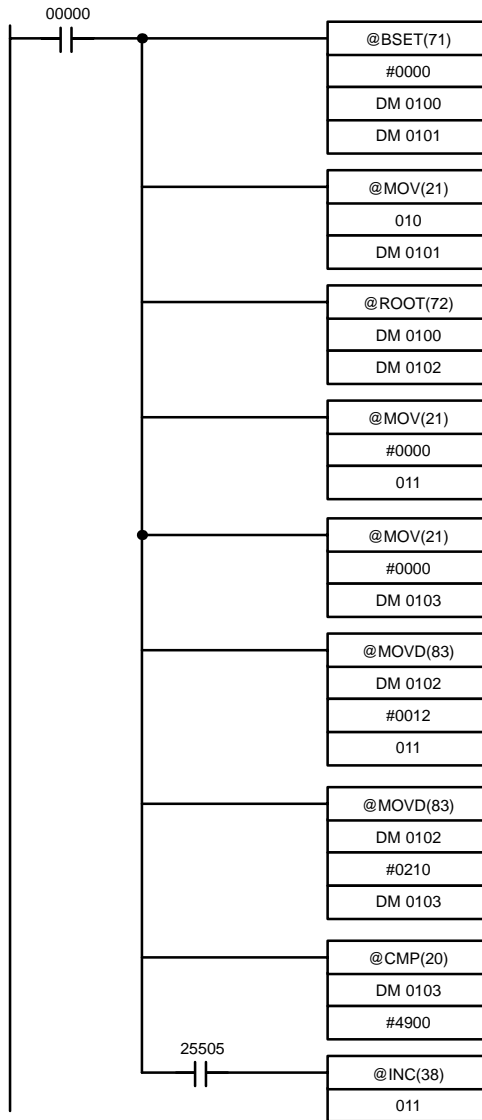 00000
@BSET(71)
#0000
DM 0100
DM 0101
@MOV(21)
010
DM 0101
@ROOT(72)
DM 0100
DM 0102
@MOV(21)
#0000
011
@MOV(21)
#0000
DM 0103
@MOVD(83)
DM 0102
#0012
011
@MOVD(83)
DM 0102
#0210
DM 0103
@CMP(20)
DM 0103
#4900
25505
@INC(38)
011